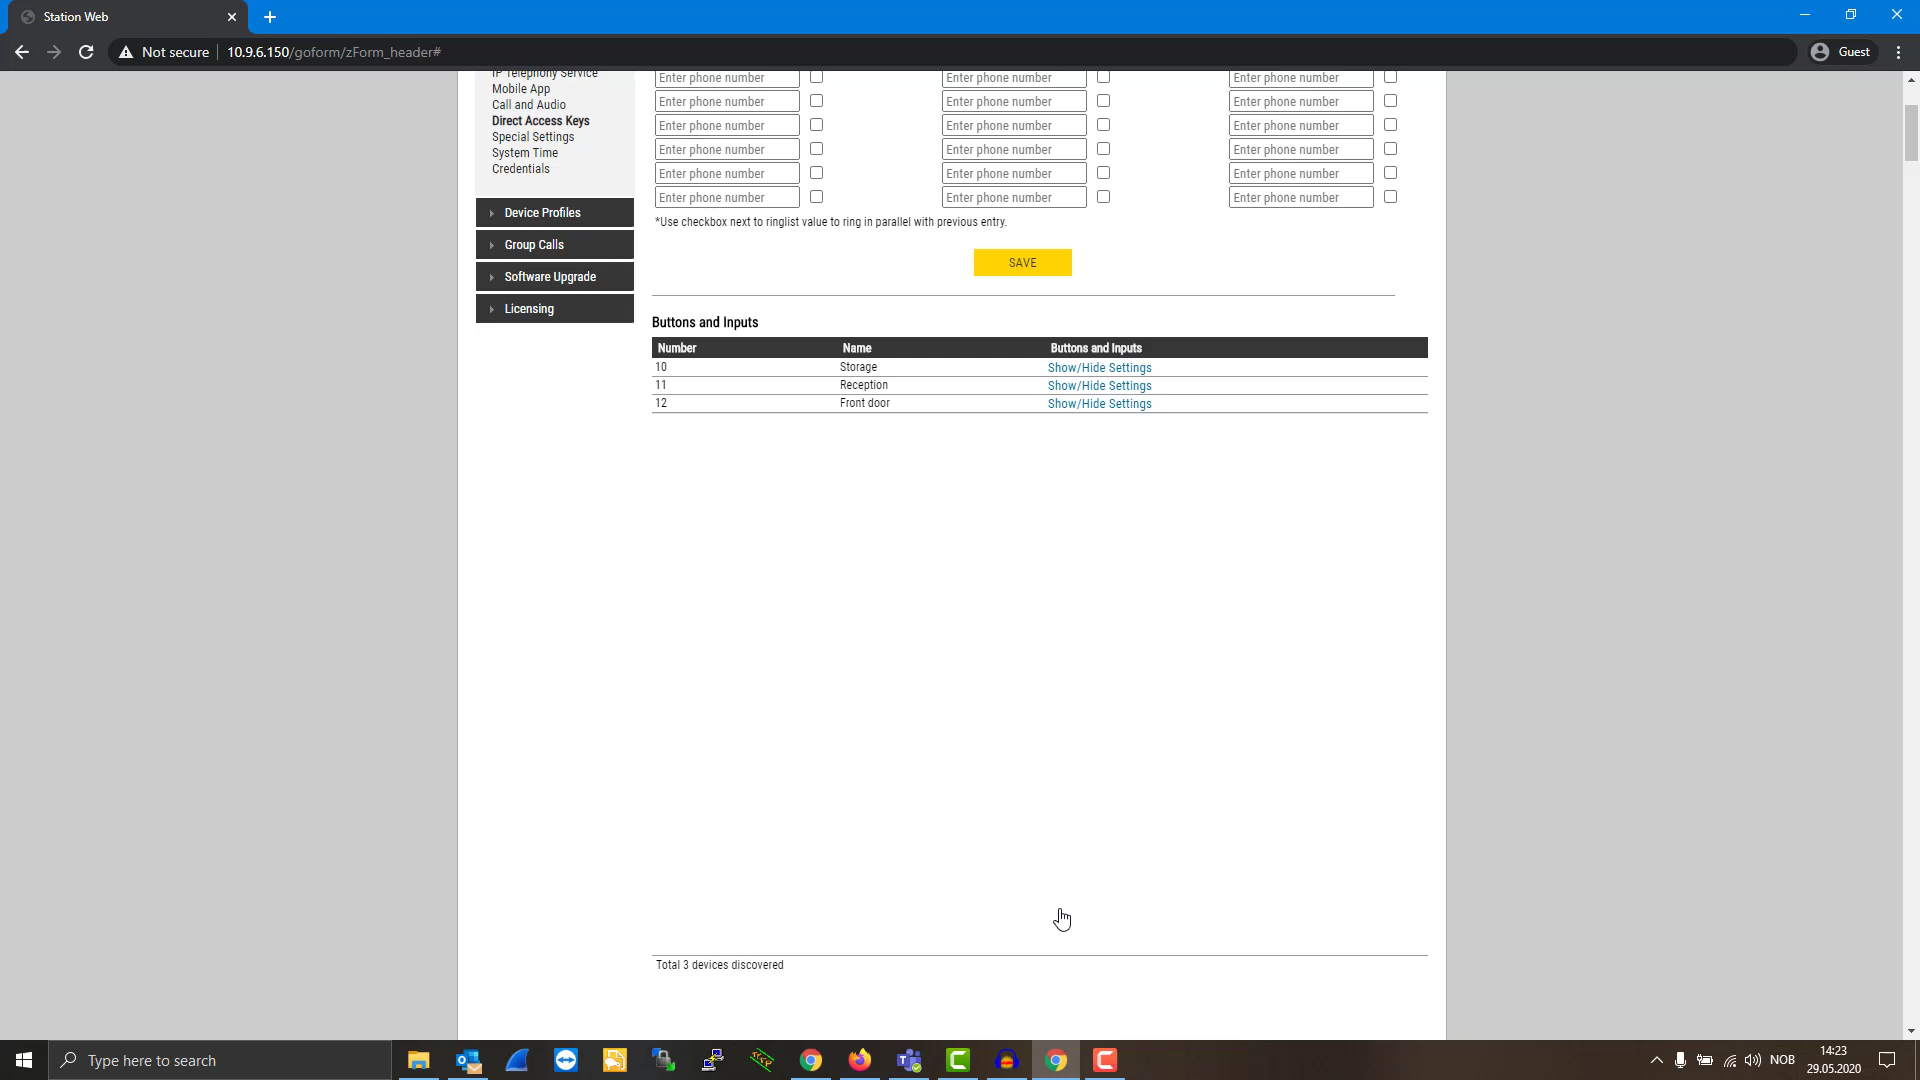 Station Web
Not secure 10.9.6.150/goform/zForm_header#
Guest
IP Telephony Service
Mobile App
Call and Audio
Direct Access Keys
Special Settings
System Time
Credentials
Device Profiles
Group Calls
Software Upgrade
Licensing
Enter phone number Enter phone number Enter phone number
Enter phone number Enter phone number Enter phone number
Enter phone number Enter phone number Enter phone number
Enter phone number Enter phone number Enter phone number
Enter phone number Enter phone number Enter phone number
Enter phone number Enter phone number Enter phone number
*Use checkbox next to ringlist value to ring in parallel with previous entry.
SAVE
Buttons and Inputs
Number Name Buttons and Inputs
10 Storage Show/Hide Settings
11 Reception Show/Hide Settings
12 Front door Show/Hide Settings
Total 3 devices discovered
Type here to search
NOB
14:23
29.05.2020